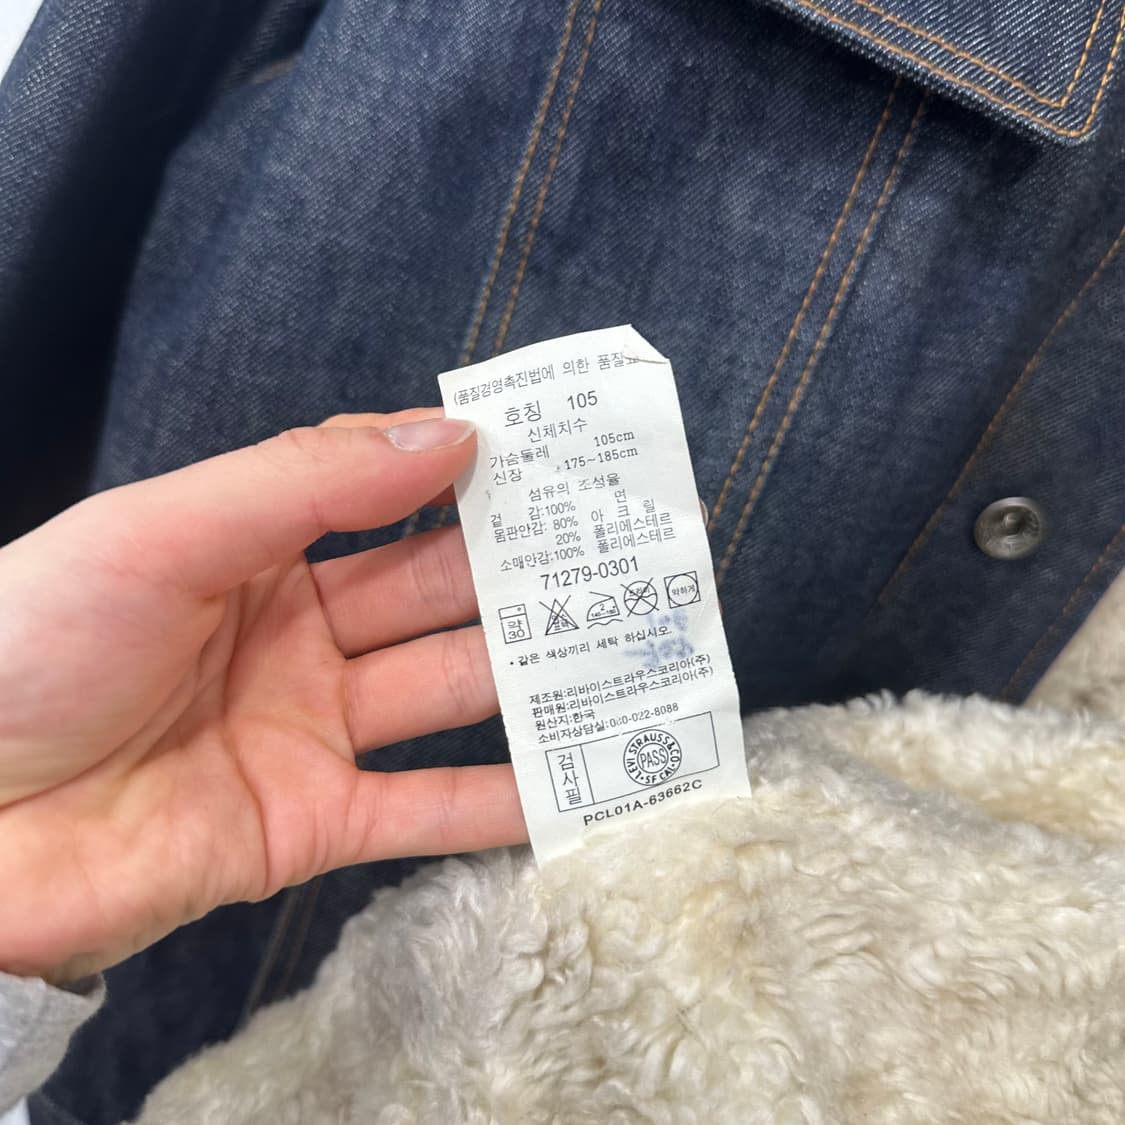 (품질경영촉진법에 의한 품질
호칭 105
신체치수
가슴둘레 105cm
신장 175~185cm
섬유의 조성율
겉 감:100% 면
몸판안감: 80% 아 크 릴
20% 폴리에스테르
소매안감:100% 폴리에스테르
71279-0301
약 30 2 140~160 드라이 약하게
• 같은 색상끼리 세탁 하십시오.
제조원:리바이스트라우스코리아(주)
판매원:리바이스트라우스코리아(주)
원산지:한국
소비자상담실:080-022-8088
검사필
LEVI STRAUSS&CO. SF CAL
PASS
PCL01A-63662C